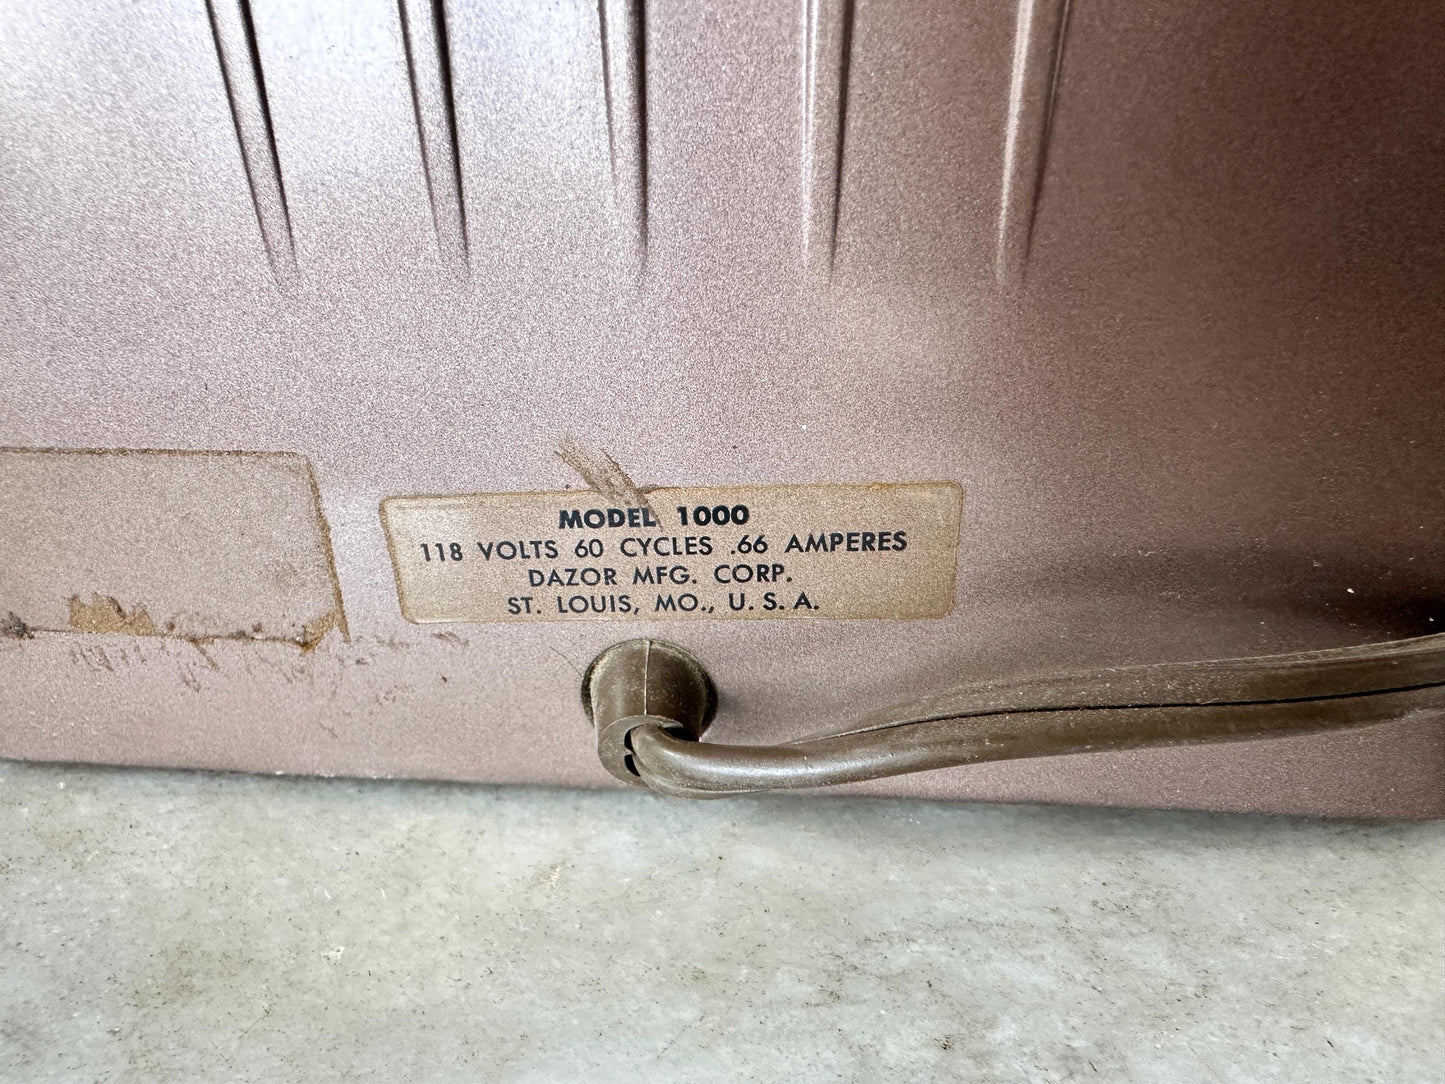 MODEL 1000
118 VOLTS 60 CYCLES .66 AMPERES
DAZOR MFG. CORP.
ST. LOUIS, MO., U. S. A.